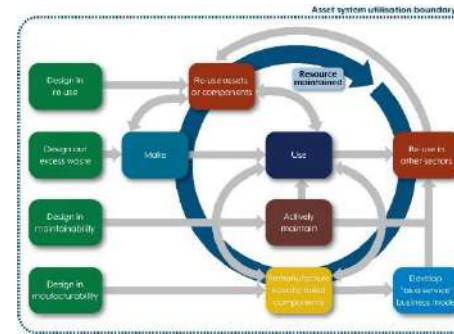 Asset system utilisation boundary
Design in
re-use
Re-use assets
or components
Resource
maintained
Design out
excess waste
Make
Use
Re-use in
other sectors
Design in
maintainability
Actively
maintain
Design in
Remanufacture
components
Develop
"as a service"
business model